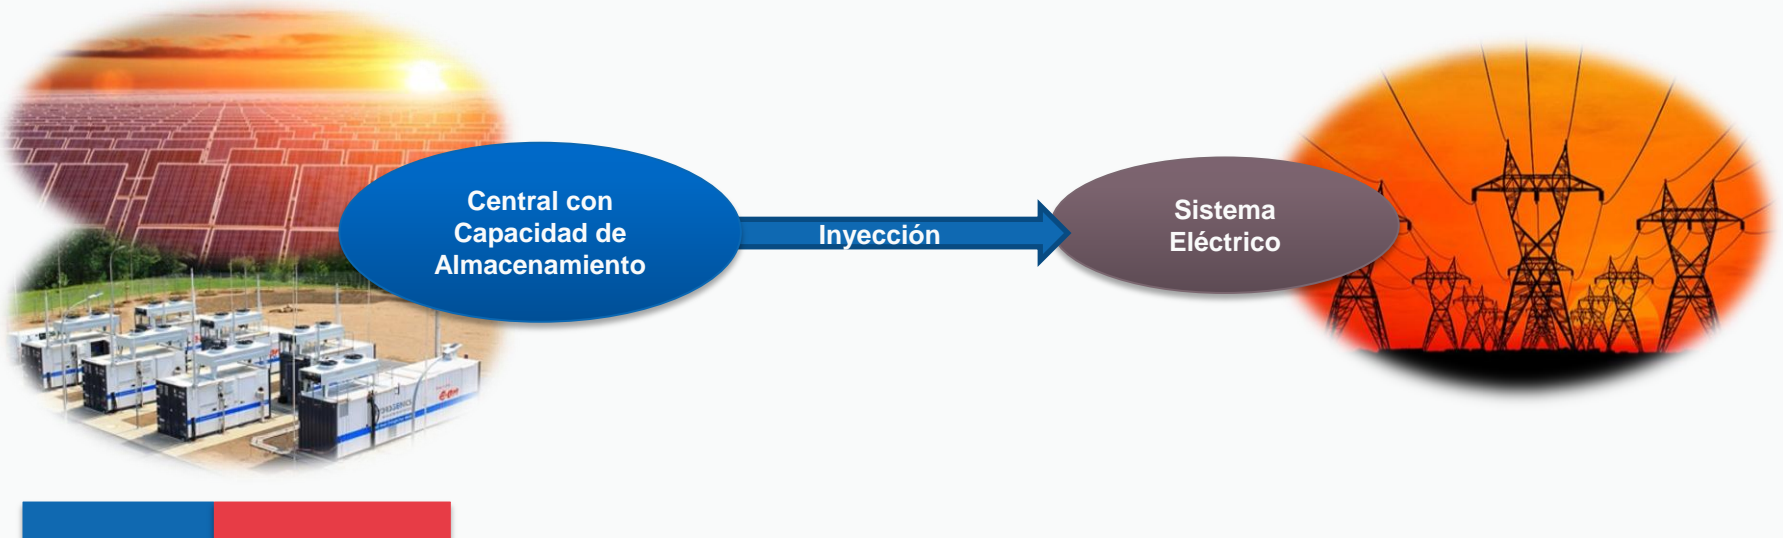 Central con
Capacidad de
Almacenamiento
Inyección
Sistema
Eléctrico